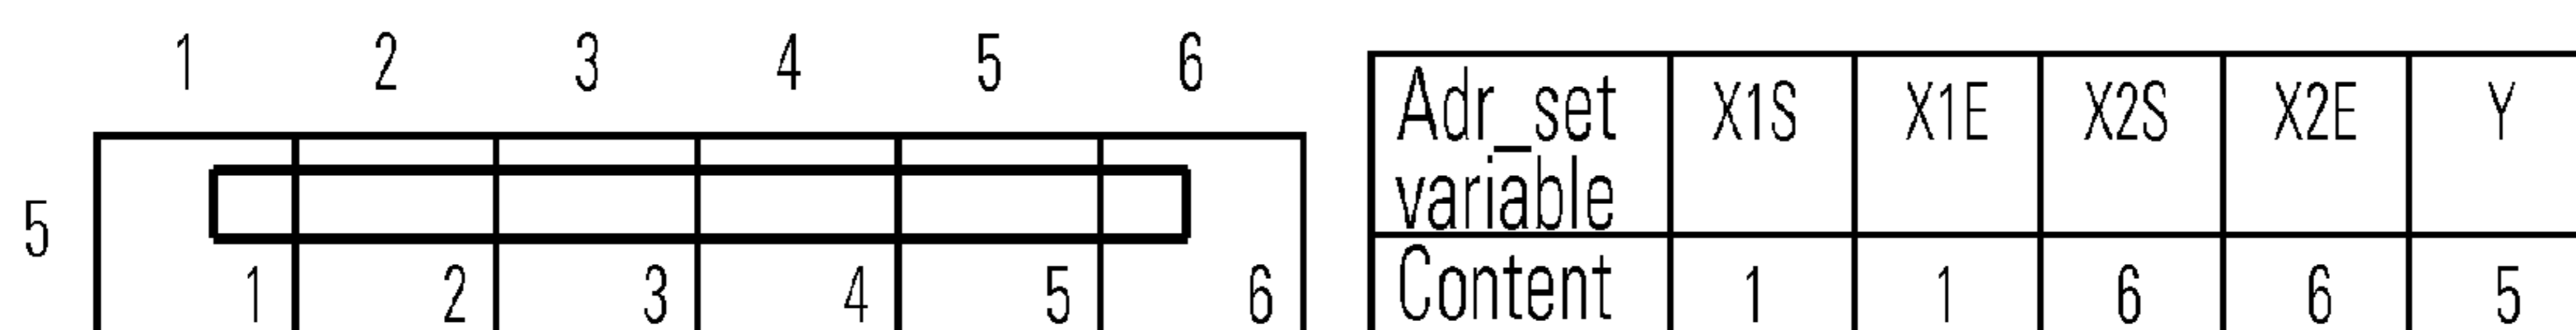 1 2 3 4 5 6
5
1 2 3 4 5 6
Adr_set variable X1S X1E X2S X2E Y
Content 1 1 6 6 5